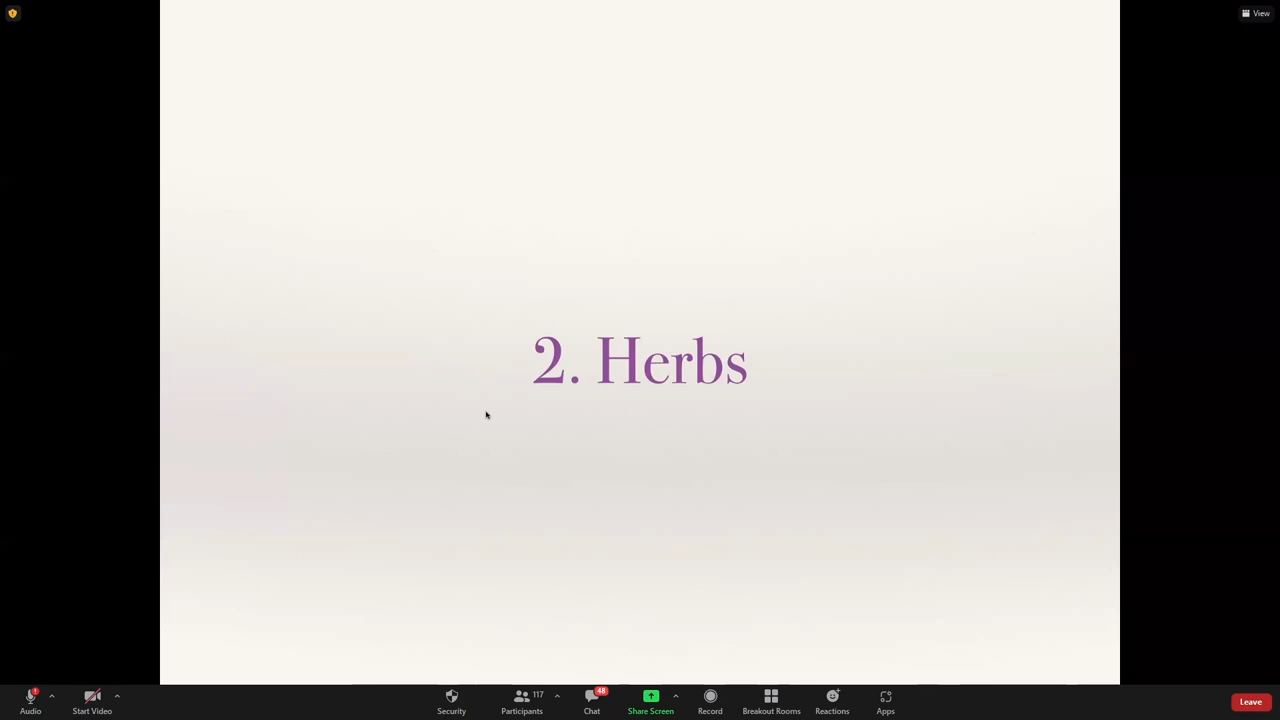 View
2. Herbs
Audio
Start Video
Security
117
Participants
48
Chat
Share Screen
Record
Breakout Rooms
Reactions
Apps
Leave